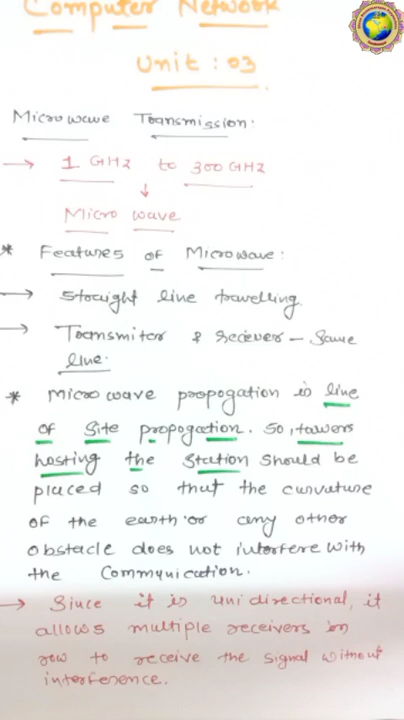 Computer Network
Unit : 03
Microwave Transmission:
→ 1 GHz to 300 GHz
↓
Micro wave
* Features of Microwave:
→ Straight line travelling.
→ Transmitor & reciever - Same
line.
* Microwave propogation is line
of site propogation. So, towers
hosting the station should be
placed so that the curvature
of the earth or any other
obstacle does not interfere with
the Communication.
→ Since it is unidirectional, it
allows multiple receivers in
row to receive the signal without
interference.